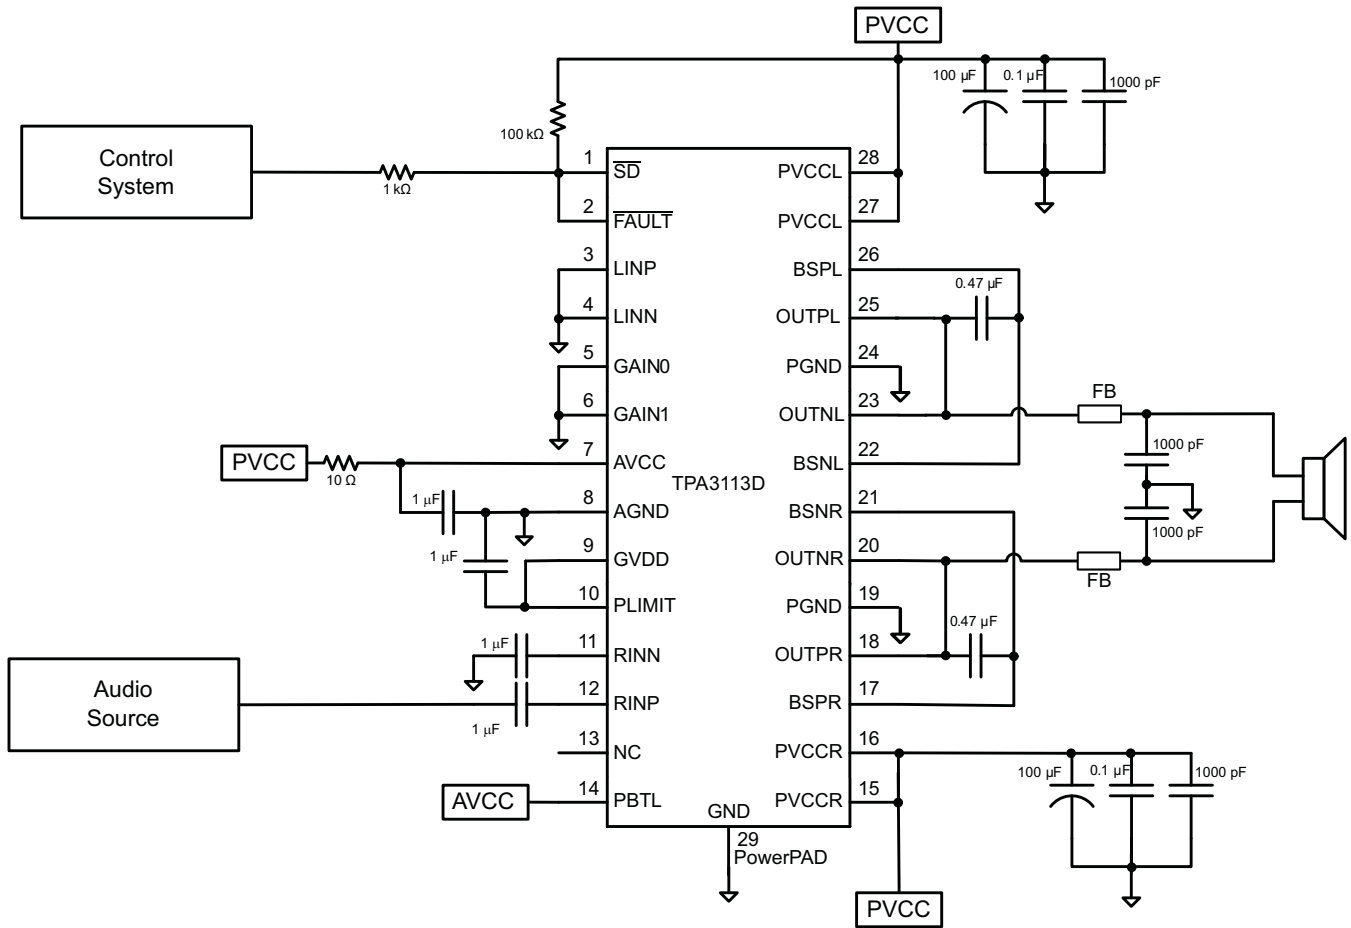 PVCC
100 µF
0.1 µF
1000 pF
100 kΩ
Control
System
1 kΩ
1
SD
2
FAULT
3
LINP
4
LINN
5
GAIN0
6
GAIN1
PVCC
10 Ω
7
AVCC
1 µF
8
AGND
1 µF
9
GVDD
10
PLIMIT
1 µF
11
RINN
Audio
Source
1 µF
12
RINP
13
NC
AVCC
14
PBTL
TPA3113D
GND
29
PowerPAD
28
PVCCL
27
PVCCL
26
BSPL
0.47 µF
25
OUTPL
24
PGND
23
OUTNL
FB
22
BSNL
1000 pF
21
BSNR
1000 pF
20
OUTNR
FB
19
PGND
0.47 µF
18
OUTPR
17
BSPR
16
PVCCR
15
PVCCR
100 µF
0.1 µF
1000 pF
PVCC